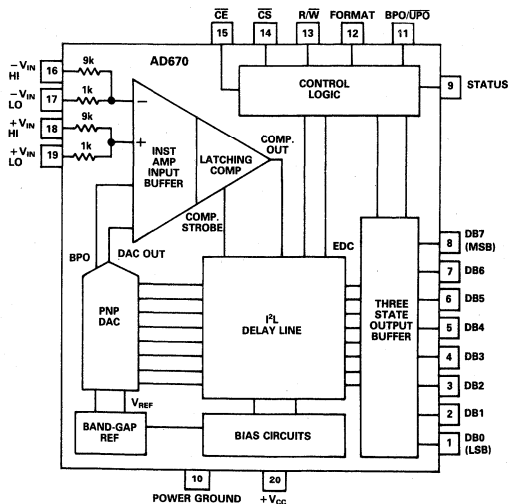 CE CS R/W FORMAT BPO/UPO
15 14 13 12 11
AD670
−VIN
HI
16
9k
−VIN
LO
17
1k
+VIN
HI
18
9k
+VIN
LO
19
1k
−
+
INST
AMP
INPUT
BUFFER
LATCHING
COMP
COMP.
OUT
COMP.
STROBE
CONTROL
LOGIC
9 STATUS
BPO
DAC OUT
EDC
PNP
DAC
I²L
DELAY LINE
THREE
STATE
OUTPUT
BUFFER
8 DB7
(MSB)
7 DB6
6 DB5
5 DB4
4 DB3
3 DB2
2 DB1
1 DB0
(LSB)
VREF
BAND-GAP
REF
BIAS CIRCUITS
10 20
POWER GROUND +VCC